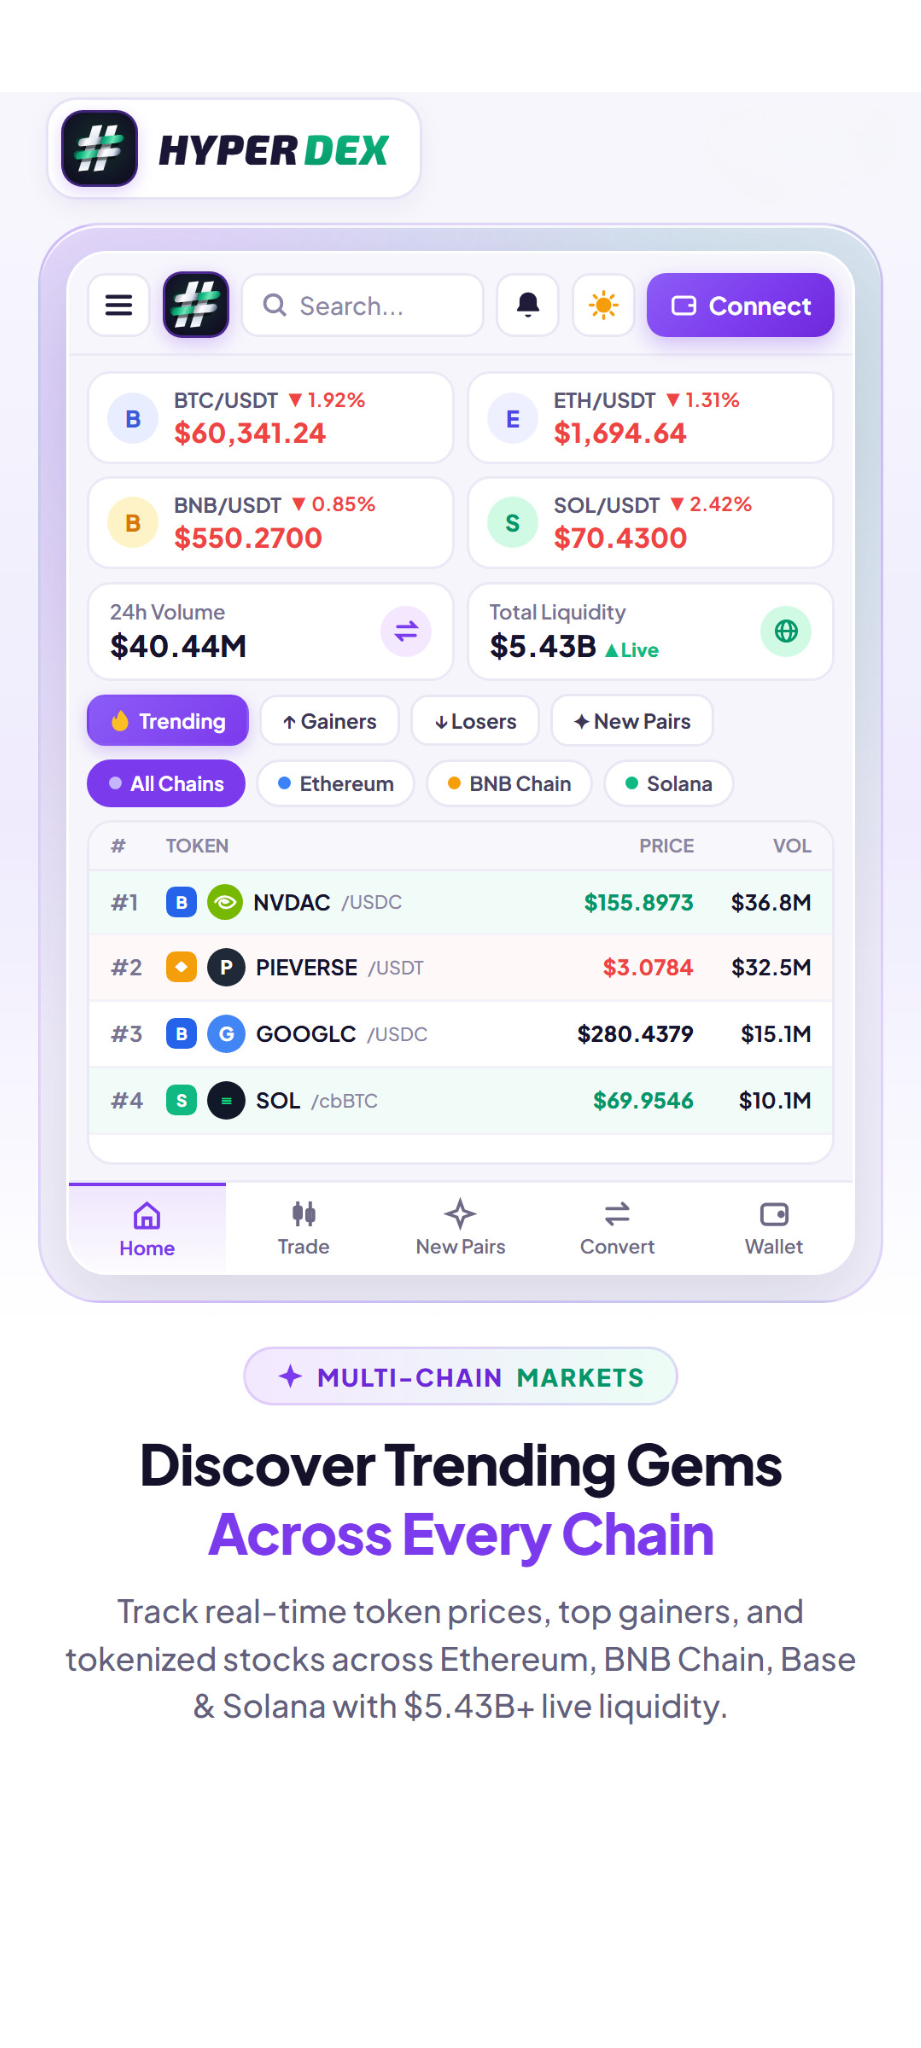 HYPER DEX
Search...
Connect
BTC/USDT ▼ 1.92%
$60,341.24
ETH/USDT ▼ 1.31%
$1,694.64
BNB/USDT ▼ 0.85%
$550.2700
SOL/USDT ▼ 2.42%
$70.4300
24h Volume
$40.44M
Total Liquidity
$5.43B ▲Live
Trending
↑ Gainers
↓ Losers
✦ New Pairs
All Chains
Ethereum
BNB Chain
Solana
# TOKEN PRICE VOL
#1 B NVDAC /USDC $155.8973 $36.8M
#2 P PIEVERSE /USDT $3.0784 $32.5M
#3 B G GOOGLC /USDC $280.4379 $15.1M
#4 S SOL /cbBTC $69.9546 $10.1M
Home
Trade
New Pairs
Convert
Wallet
MULTI-CHAIN MARKETS
Discover Trending Gems
Across Every Chain
Track real-time token prices, top gainers, and
tokenized stocks across Ethereum, BNB Chain, Base
& Solana with $5.43B+ live liquidity.